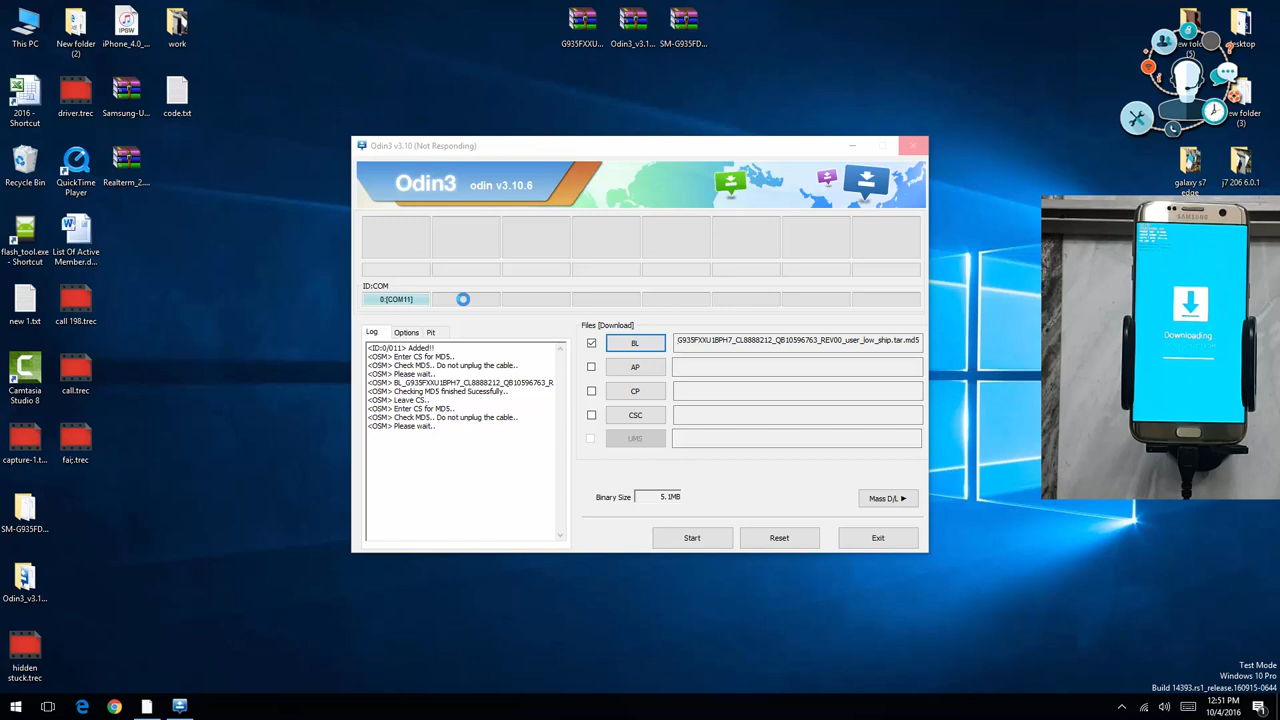 This PC
New folder
(2)
iPhone_4.0_...
work
G935FXXU...
Odin3_v3.1...
SM-G935FD...
ew folder
(5)
esktop
2016 -
Shortcut
driver.trec
Samsung-U...
code.txt
ew folder
(3)
Recycle Bin
QuickTime
Player
Realterm_2....
galaxy s7
edge
j7 206 6.0.1
flash_tool.exe
- Shortcut
List Of Active
Member.d...
new 1.txt
call 198.trec
Camtasia
Studio 8
call.trec
capture-1.t...
fai;.trec
SM-G935FD...
Odin3_v3.1...
hidden
stuck.trec
Odin3 v3.10 (Not Responding)
Odin3 odin v3.10.6
ID:COM
0:[COM11]
Log
Options
Pit
<ID:0/011> Added!!
<OSM> Enter CS for MD5..
<OSM> Check MD5.. Do not unplug the cable..
<OSM> Please wait..
<OSM> BL_G935FXXU1BPH7_CL8888212_QB10596763_R
<OSM> Checking MD5 finished Sucessfully..
<OSM> Leave CS..
<OSM> Enter CS for MD5..
<OSM> Check MD5.. Do not unplug the cable..
<OSM> Please wait..
Files [Download]
BL
G935FXXU1BPH7_CL8888212_QB10596763_REV00_user_low_ship.tar.md5
AP
CP
CSC
UMS
Binary Size
5.1MB
Mass D/L
Start
Reset
Exit
SAMSUNG
Downloading...
Test Mode
Windows 10 Pro
Build 14393.rs1_release.160915-0644
12:51 PM
10/4/2016